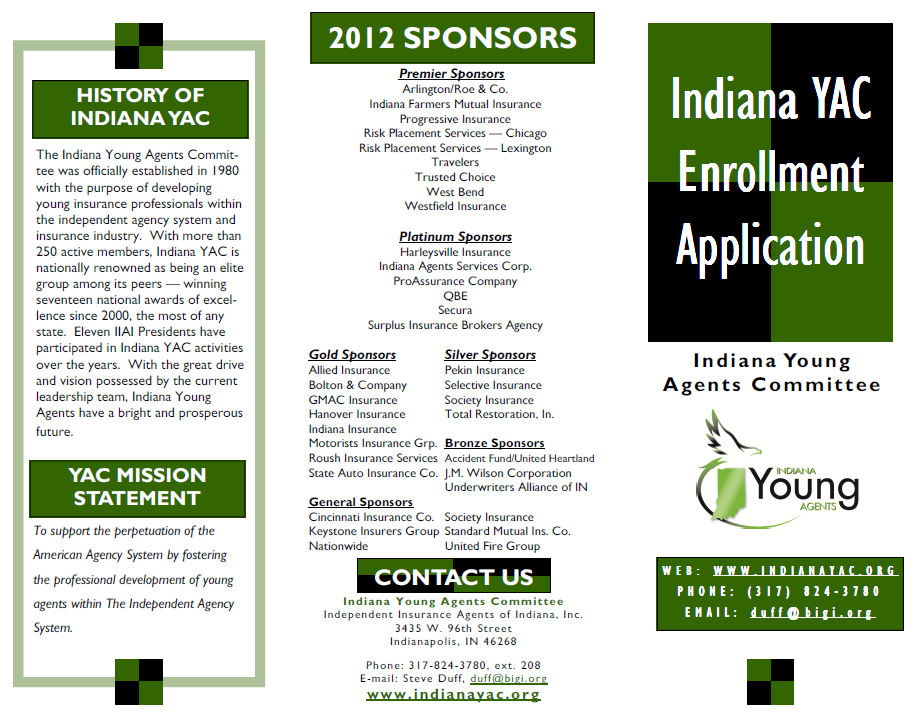 HISTORY OF
INDIANA YAC
The Indiana Young Agents Commit-
tee was officially established in 1980
with the purpose of developing
young insurance professionals within
the independent agency system and
insurance industry.  With more than
250 active members, Indiana YAC is
nationally renowned as being an elite
group among its peers — winning
seventeen national awards of excel-
lence since 2000, the most of any
state.  Eleven IIAI Presidents have
participated in Indiana YAC activities
over the years.  With the great drive
and vision possessed by the current
leadership team, Indiana Young
Agents have a bright and prosperous
future.
YAC MISSION
STATEMENT
To support the perpetuation of the
American Agency System by fostering
the professional development of young
agents within The Independent Agency
System.
2012 SPONSORS
Premier Sponsors
Arlington/Roe & Co.
Indiana Farmers Mutual Insurance
Progressive Insurance
Risk Placement Services — Chicago
Risk Placement Services — Lexington
Travelers
Trusted Choice
West Bend
Westfield Insurance
Platinum Sponsors
Harleysville Insurance
Indiana Agents Services Corp.
ProAssurance Company
QBE
Secura
Surplus Insurance Brokers Agency
Gold Sponsors
Allied Insurance
Bolton & Company
GMAC Insurance
Hanover Insurance
Indiana Insurance
Motorists Insurance Grp.
Roush Insurance Services
State Auto Insurance Co.
Silver Sponsors
Pekin Insurance
Selective Insurance
Society Insurance
Total Restoration, In.
Bronze Sponsors
Accident Fund/United Heartland
J.M. Wilson Corporation
Underwriters Alliance of IN
General Sponsors
Cincinnati Insurance Co.
Keystone Insurers Group
Nationwide
Society Insurance
Standard Mutual Ins. Co.
United Fire Group
CONTACT US
Indiana Young Agents Committee
Independent Insurance Agents of Indiana, Inc.
3435 W. 96th Street
Indianapolis, IN 46268
Phone: 317-824-3780, ext. 208
E-mail: Steve Duff, duff@bigi.org
www.indianayac.org
Indiana YAC
Enrollment
Application
Indiana Young
Agents Committee
INDIANA
Young
AGENTS
WEB: WWW.INDIANAYAC.ORG
PHONE: (317) 824-3780
EMAIL: duff@bigi.org